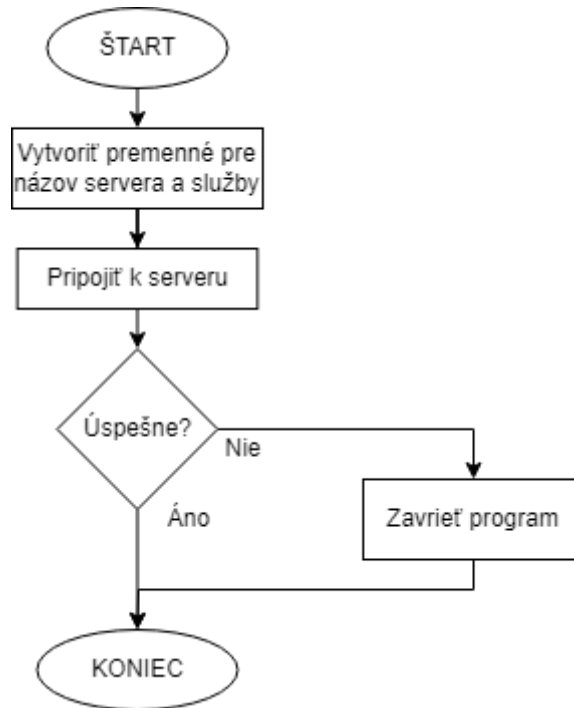 ŠTART
Vytvoriť premenné pre
názov servera a služby
Pripojiť k serveru
Úspešne?
Nie
Áno
Zavrieť program
KONIEC